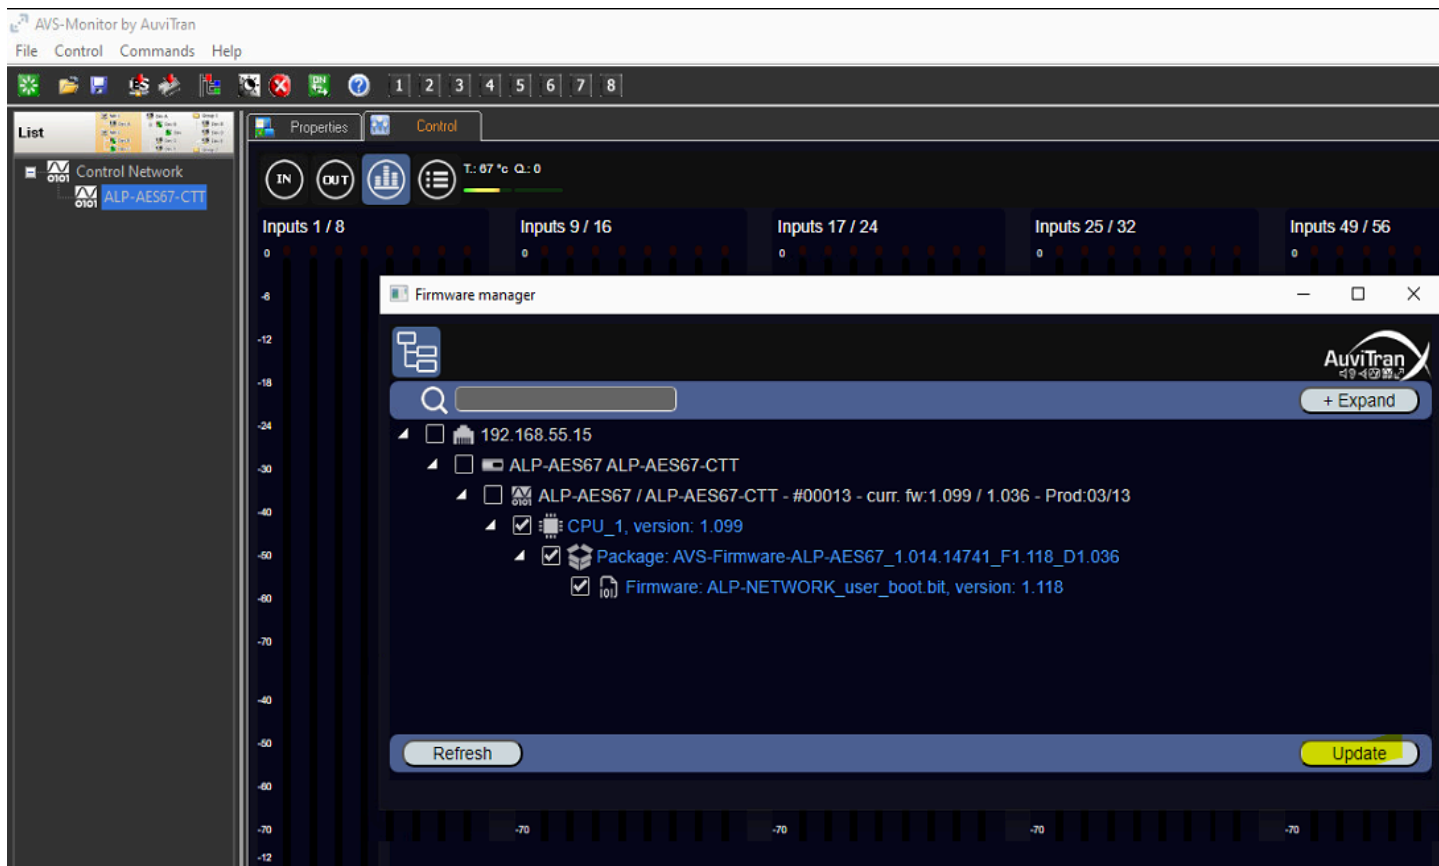 AVS-Monitor by AuviTran
File Control Commands Help
1 2 3 4 5 6 7 8
List
Properties
Control
Control Network
ALP-AES67-CTT
IN
OUT
T.: 67 °c Q.: 0
Inputs 1 / 8
Inputs 9 / 16
Inputs 17 / 24
Inputs 25 / 32
Inputs 49 / 56
0
0
0
0
0
-6
-12
-18
-24
-30
-40
-50
-60
-70
-40
-50
-60
-70
-12
Firmware manager
AuviTran
+ Expand
192.168.55.15
ALP-AES67 ALP-AES67-CTT
ALP-AES67 / ALP-AES67-CTT - #00013 - curr. fw:1.099 / 1.036 - Prod:03/13
CPU_1, version: 1.099
Package: AVS-Firmware-ALP-AES67_1.014.14741_F1.118_D1.036
Firmware: ALP-NETWORK_user_boot.bit, version: 1.118
Refresh
Update
-70
-70
-70
-70